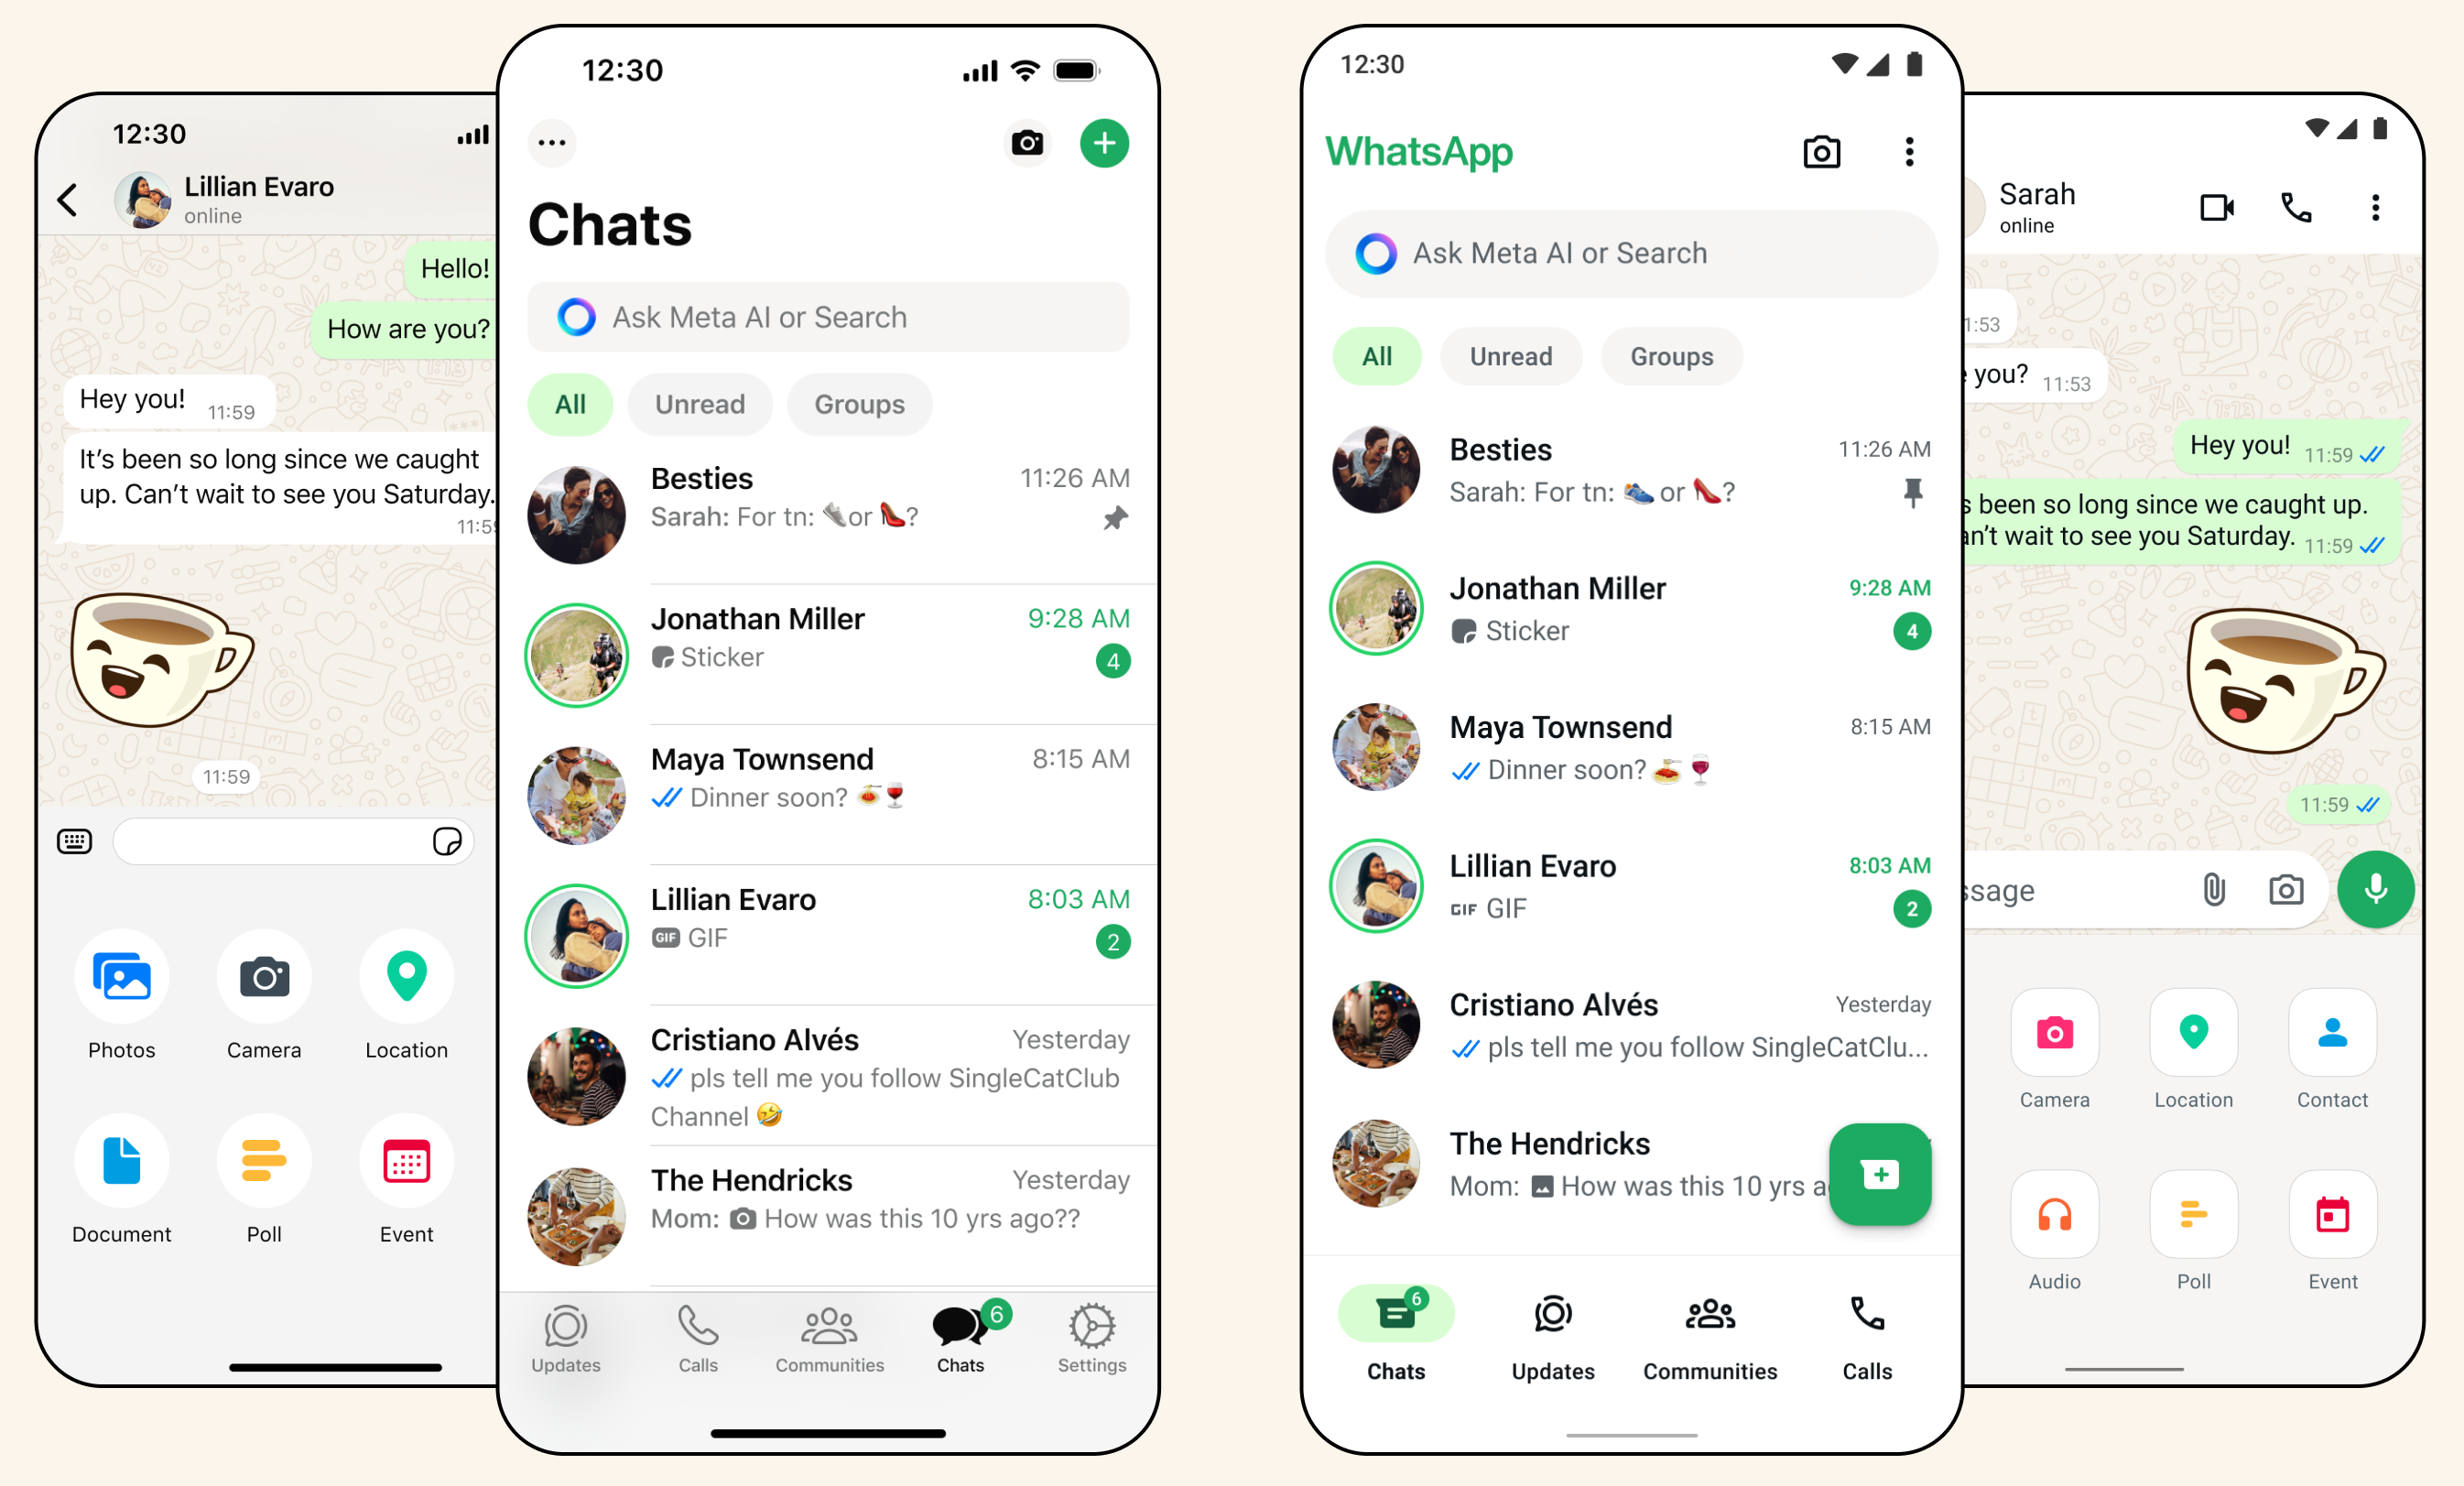 12:30
Lillian Evaro
online
Hello!
How are you?
Hey you! 11:59
It’s been so long since we caught
up. Can’t wait to see you Saturday.
11:59
Photos Camera Location
Document Poll Event
12:30
Chats
Ask Meta AI or Search
All Unread Groups
Besties 11:26 AM
Sarah: For tn: 👟or 👠?
Jonathan Miller 9:28 AM
Sticker 4
Maya Townsend 8:15 AM
Dinner soon? 🍝🍷
Lillian Evaro 8:03 AM
GIF GIF 2
Cristiano Alvés Yesterday
pls tell me you follow SingleCatClub
Channel 🤣
The Hendricks Yesterday
Mom: How was this 10 yrs ago??
6
Updates Calls Communities Chats Settings
12:30
WhatsApp
Ask Meta AI or Search
All Unread Groups
Besties 11:26 AM
Sarah: For tn: 👟or 👠?
Jonathan Miller 9:28 AM
Sticker 4
Maya Townsend 8:15 AM
Dinner soon? 🍝🍷
Lillian Evaro 8:03 AM
GIF GIF 2
Cristiano Alvés Yesterday
pls tell me you follow SingleCatClu...
The Hendricks
Mom: How was this 10 yrs a
6
Chats Updates Communities Calls
Sarah
online
1:53
you? 11:53
Hey you! 11:59
s been so long since we caught up.
an’t wait to see you Saturday. 11:59
11:59
ssage
Camera Location Contact
Audio Poll Event